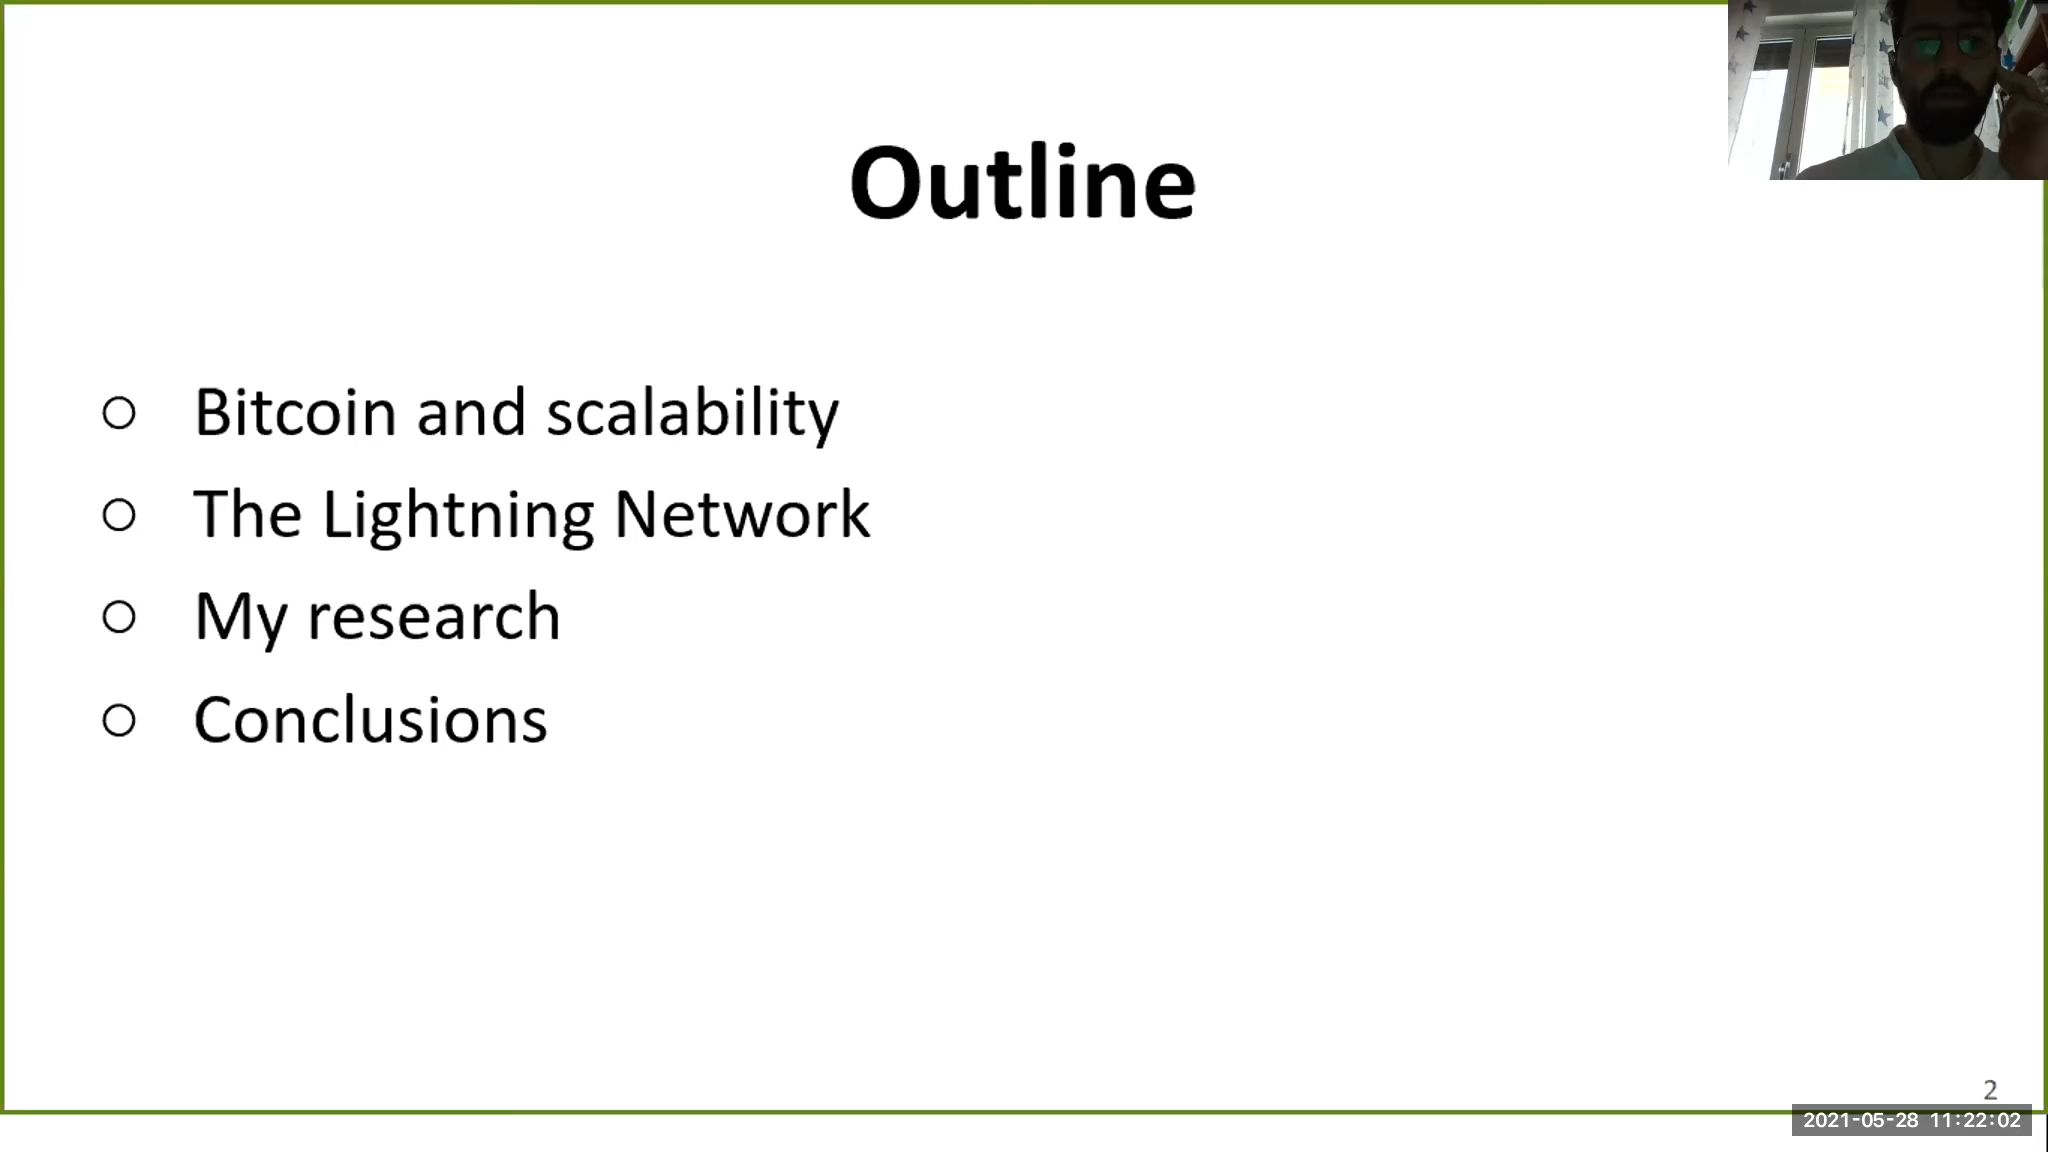 Outline
○ Bitcoin and scalability
○ The Lightning Network
○ My research
○ Conclusions
2
2021-05-28 11:22:02